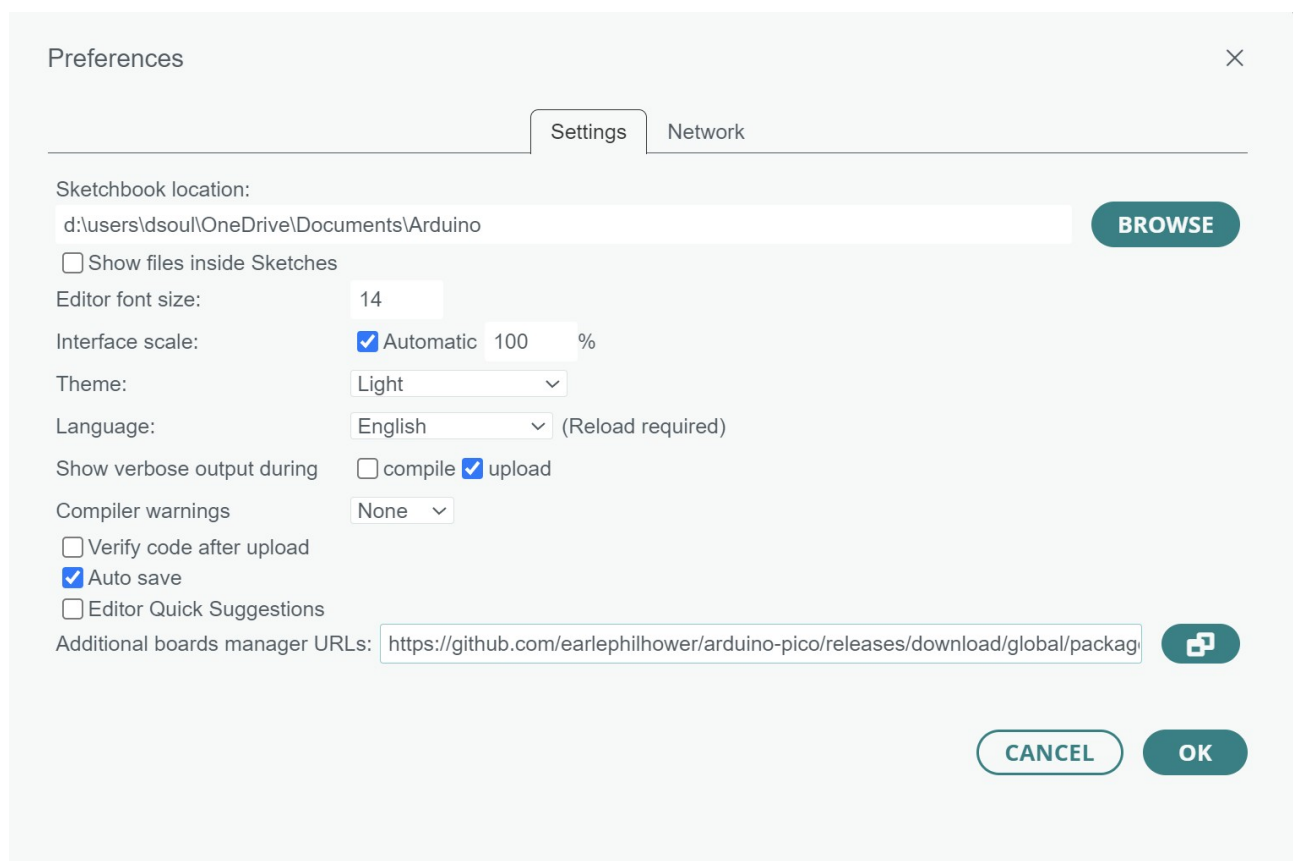 Preferences
Settings Network
Sketchbook location:
d:\users\dsoul\OneDrive\Documents\Arduino BROWSE
Show files inside Sketches
Editor font size: 14
Interface scale: Automatic 100 %
Theme: Light
Language: English (Reload required)
Show verbose output during compile upload
Compiler warnings None
Verify code after upload
Auto save
Editor Quick Suggestions
Additional boards manager URLs: https://github.com/earlephilhower/arduino-pico/releases/download/global/packag
CANCEL OK